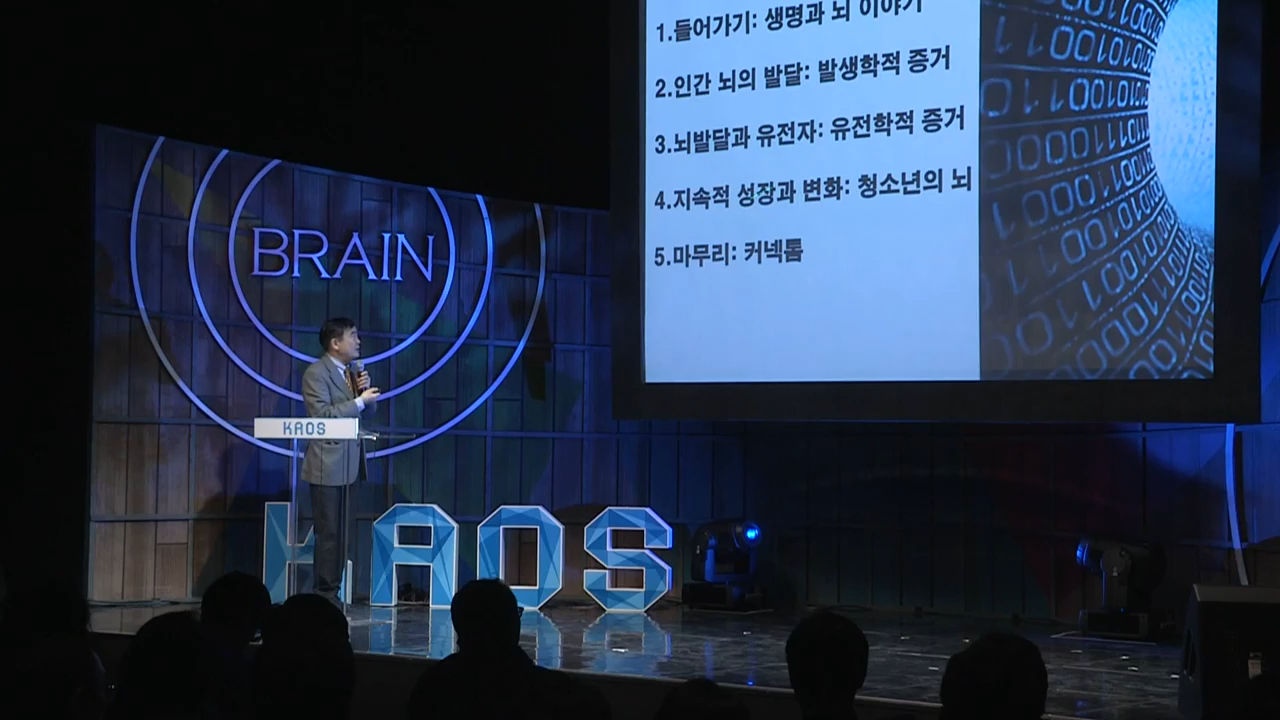 1.들어가기: 생명과 뇌 이야기
2.인간 뇌의 발달: 발생학적 증거
3.뇌발달과 유전자: 유전학적 증거
4.지속적 성장과 변화: 청소년의 뇌
5.마무리: 커넥톰
BRAIN
KAOS
KAOS